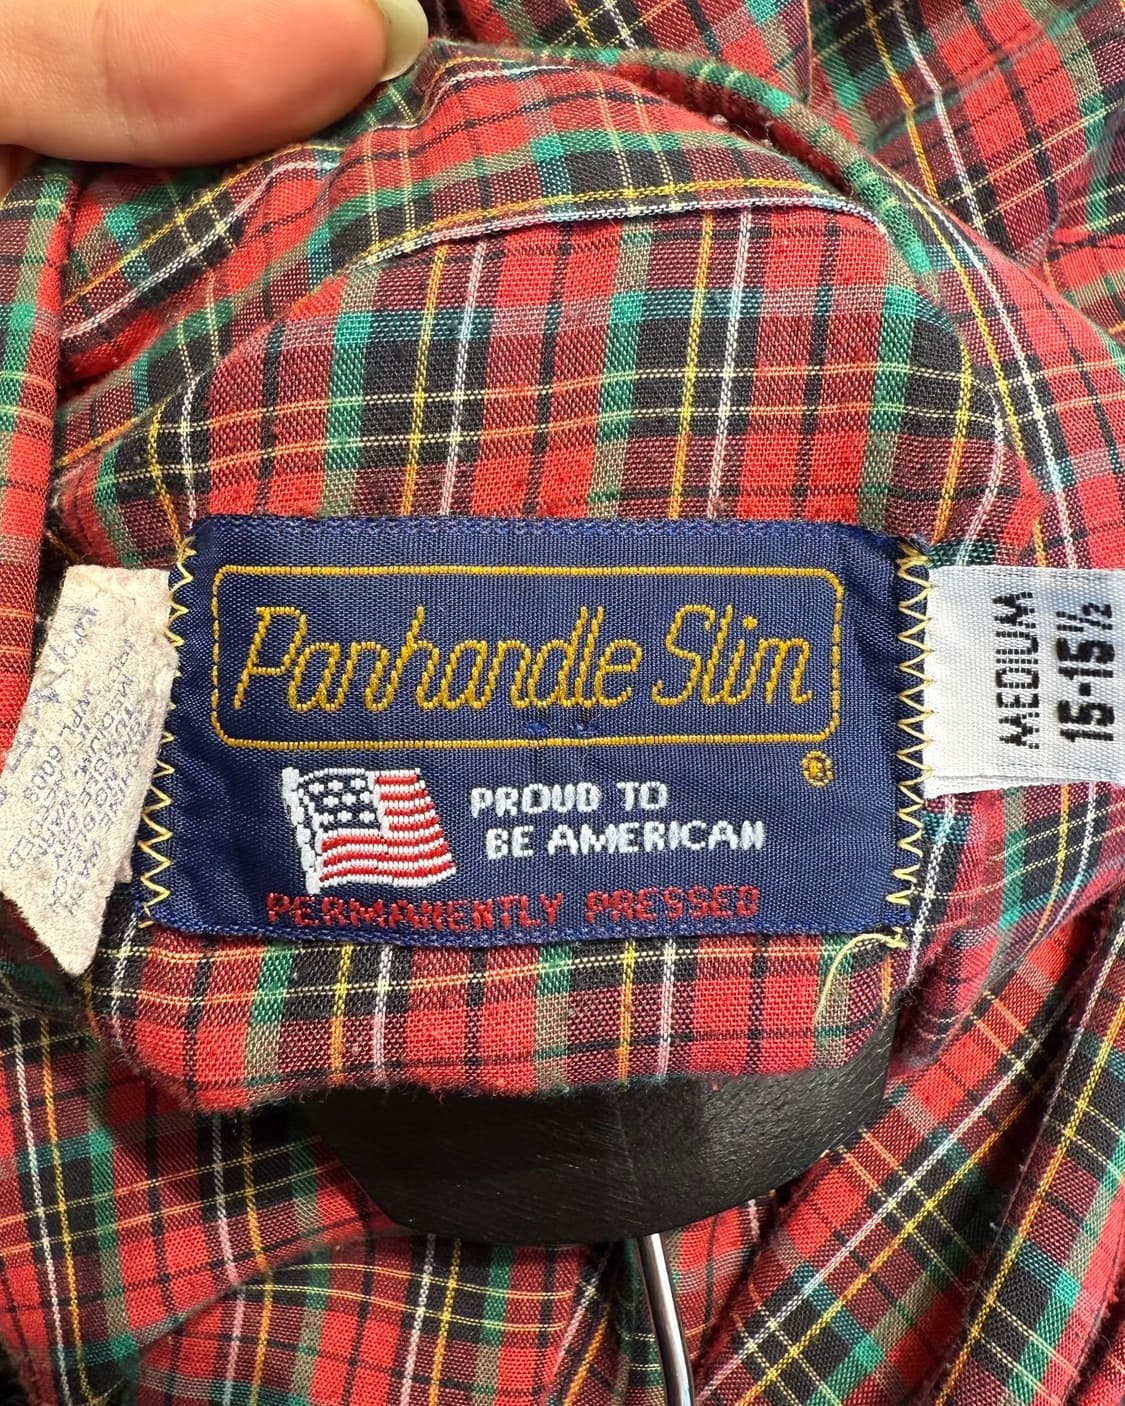 Panhandle Slim
®
PROUD TO
BE AMERICAN
PERMANENTLY PRESSED
MEDIUM
15-15½